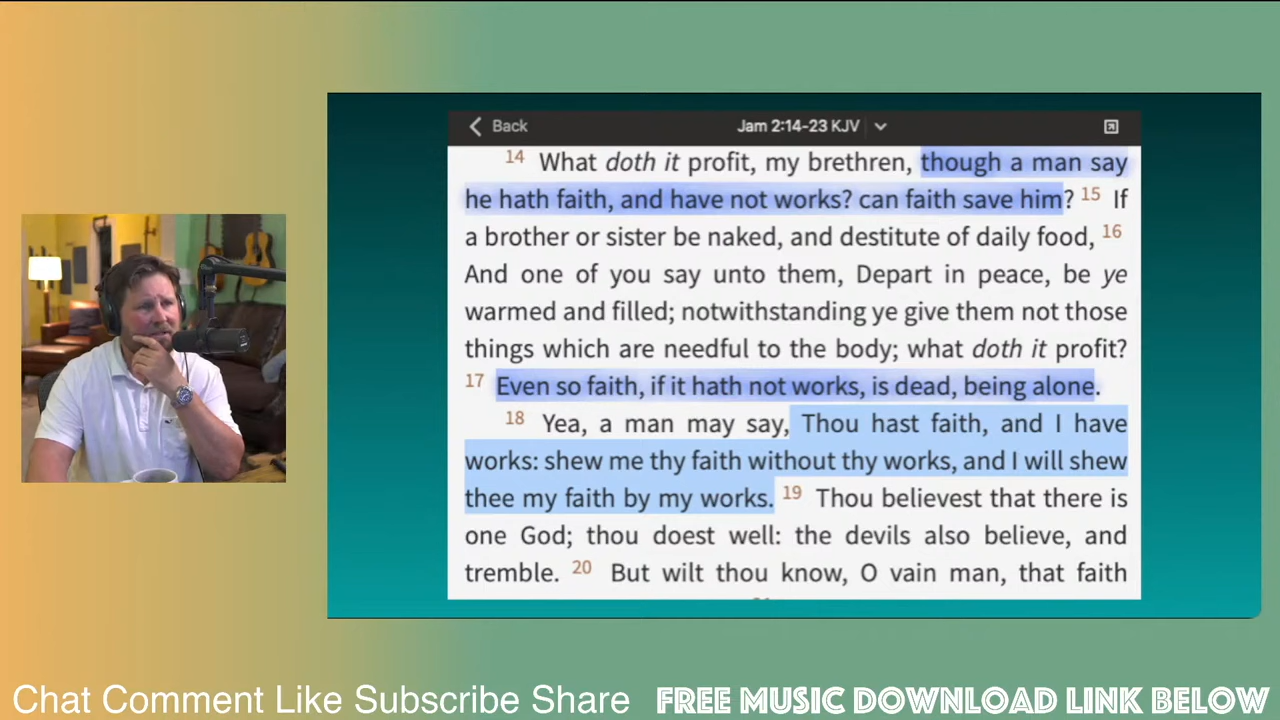 Back
Jam 2:14-23 KJV
14 What doth it profit, my brethren, though a man say
he hath faith, and have not works? can faith save him? 15 If
a brother or sister be naked, and destitute of daily food, 16
And one of you say unto them, Depart in peace, be ye
warmed and filled; notwithstanding ye give them not those
things which are needful to the body; what doth it profit?
17 Even so faith, if it hath not works, is dead, being alone.
18 Yea, a man may say, Thou hast faith, and I have
works: shew me thy faith without thy works, and I will shew
thee my faith by my works. 19 Thou believest that there is
one God; thou doest well: the devils also believe, and
tremble. 20 But wilt thou know, O vain man, that faith
Chat Comment Like Subscribe Share
FREE MUSIC DOWNLOAD LINK BELOW